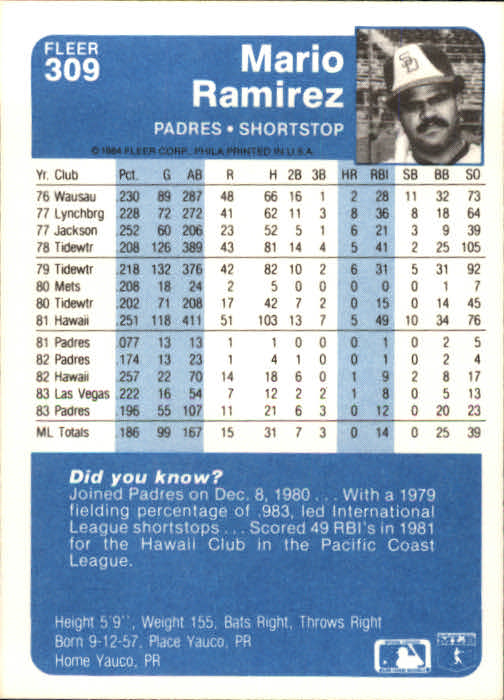 FLEER
309
Mario
Ramirez
PADRES • SHORTSTOP
© 1984 FLEER CORP., PHILA PRINTED IN U.S.A.
Yr. Club Pct. G AB R H 2B 3B HR RBI SB BB SO
76 Wausau .230 89 287 48 66 16 1 2 28 11 32 73
77 Lynchbrg .228 72 272 41 62 11 3 8 36 8 18 64
77 Jackson .252 60 206 23 52 5 1 6 21 3 9 39
78 Tidewtr .208 126 389 43 81 14 4 5 41 2 25 105
79 Tidewtr .218 132 376 42 82 10 2 6 31 5 31 92
80 Mets .208 18 24 2 5 0 0 0 0 0 1 7
80 Tidewtr .202 71 208 17 42 7 2 0 15 0 14 45
81 Hawaii .251 118 411 51 103 13 7 5 49 10 34 76
81 Padres .077 13 13 1 1 0 0 0 1 0 2 5
82 Padres .174 13 23 1 4 1 0 0 1 0 2 4
82 Hawaii .257 22 70 14 18 6 0 1 9 2 8 17
83 Las Vegas .222 16 54 7 12 2 2 1 8 0 5 13
83 Padres .196 55 107 11 21 6 3 0 12 0 20 23
ML Totals .186 99 167 15 31 7 3 0 14 0 25 39
Did you know?
Joined Padres on Dec. 8, 1980 . . . With a 1979
fielding percentage of .983, led International
League shortstops . . . Scored 49 RBI's in 1981
for the Hawaii Club in the Pacific Coast
League.
Height 5'9", Weight 155, Bats Right, Throws Right
Born 9-12-57, Place Yauco, PR
Home Yauco, PR